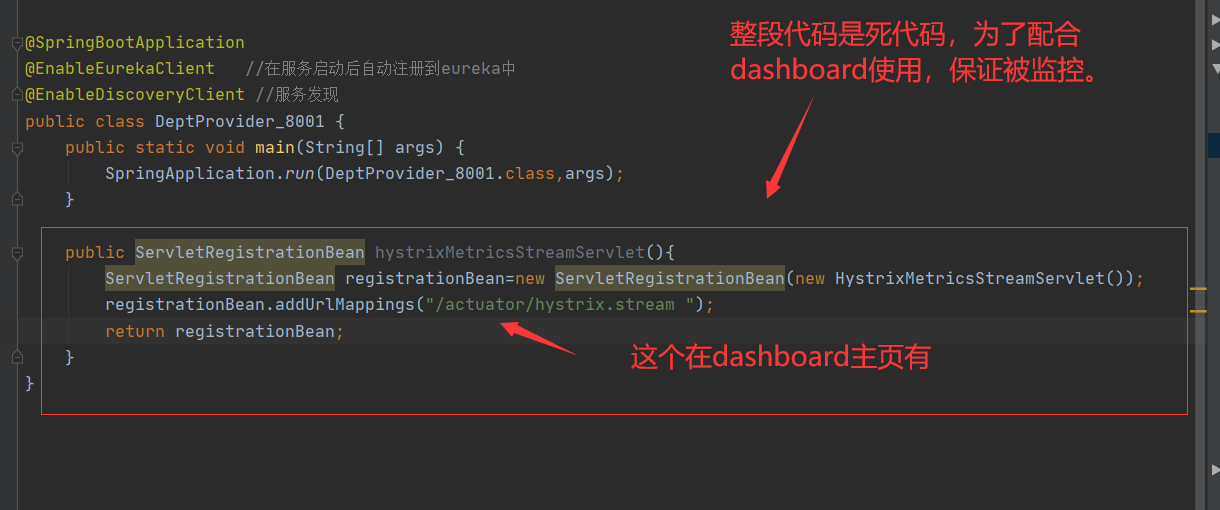 整段代码是死代码，为了配合
dashboard使用，保证被监控。
@SpringBootApplication
@EnableEurekaClient   //在服务启动后自动注册到eureka中
@EnableDiscoveryClient //服务发现
public class DeptProvider_8001 {
    public static void main(String[] args) {
        SpringApplication.run(DeptProvider_8001.class,args);
    }
    public ServletRegistrationBean hystrixMetricsStreamServlet(){
        ServletRegistrationBean registrationBean=new ServletRegistrationBean(new HystrixMetricsStreamServlet());
        registrationBean.addUrlMappings("/actuator/hystrix.stream ");
        return registrationBean;
    }
这个在dashboard主页有
}